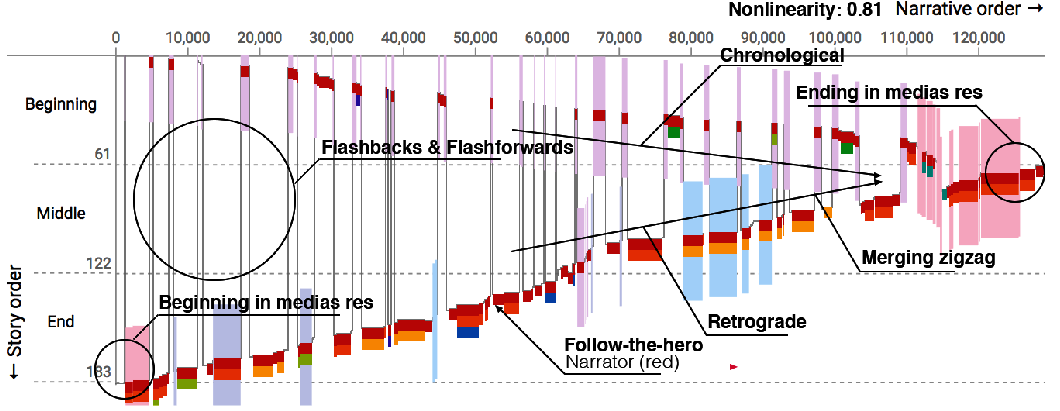 Nonlinearity: 0.81 Narrative order →
0 10,000 20,000 30,000 40,000 50,000 60,000 70,000 80,000 90,000 100,000 110,000 120,000
Chronological
Beginning
Ending in medias res
61
Flashbacks & Flashforwards
Middle
Merging zigzag
122
Beginning in medias res
End
Retrograde
Follow-the-hero
Narrator (red)
183
← Story order